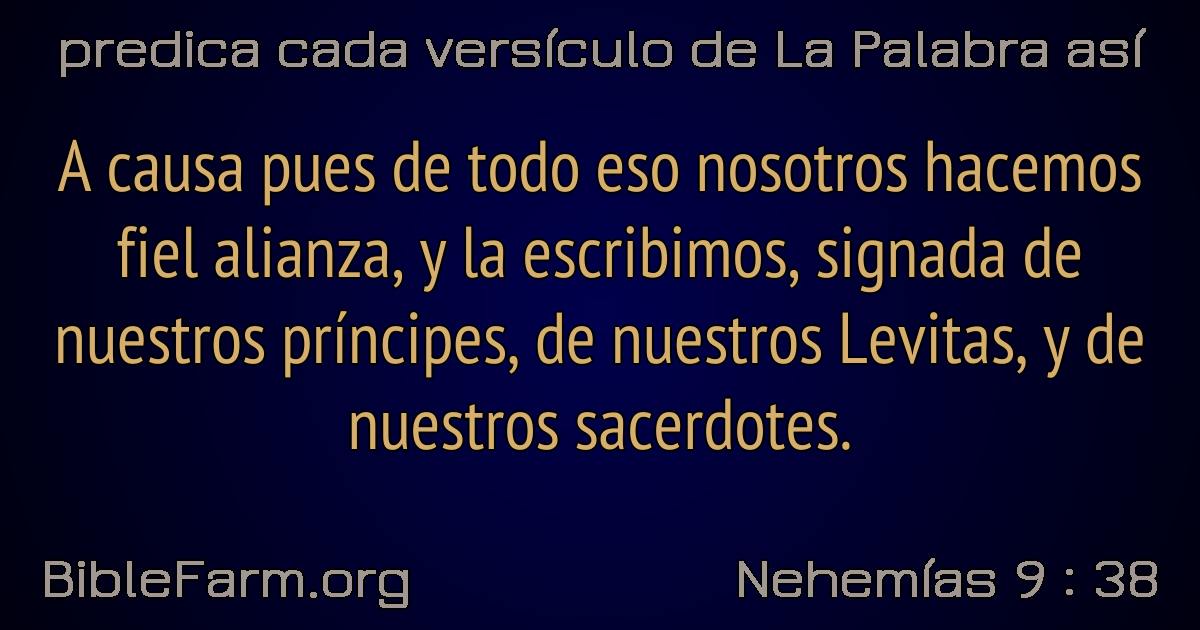 predica cada versículo de La Palabra así
A causa pues de todo eso nosotros hacemos
fiel alianza, y la escribimos, signada de
nuestros príncipes, de nuestros Levitas, y de
nuestros sacerdotes.
BibleFarm.org
Nehemías 9 : 38